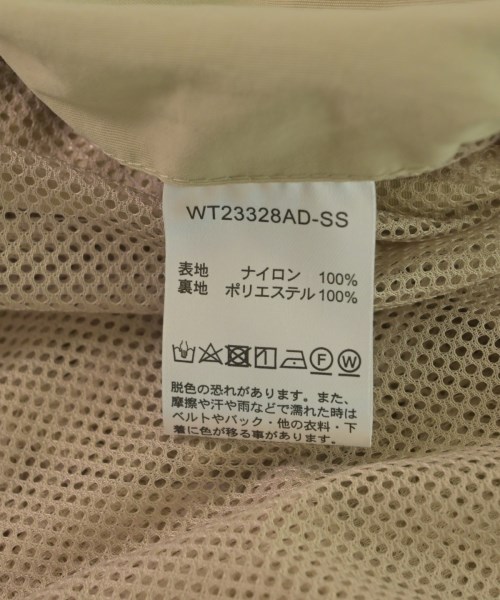 WT23328AD-SS
表地 ナイロン 100%
裏地 ポリエステル 100%
F W
脱色の恐れがあります。また、
摩擦や汗や雨などで濡れた時は
ベルトやバック・他の衣料・下
着に色が移る事があります。